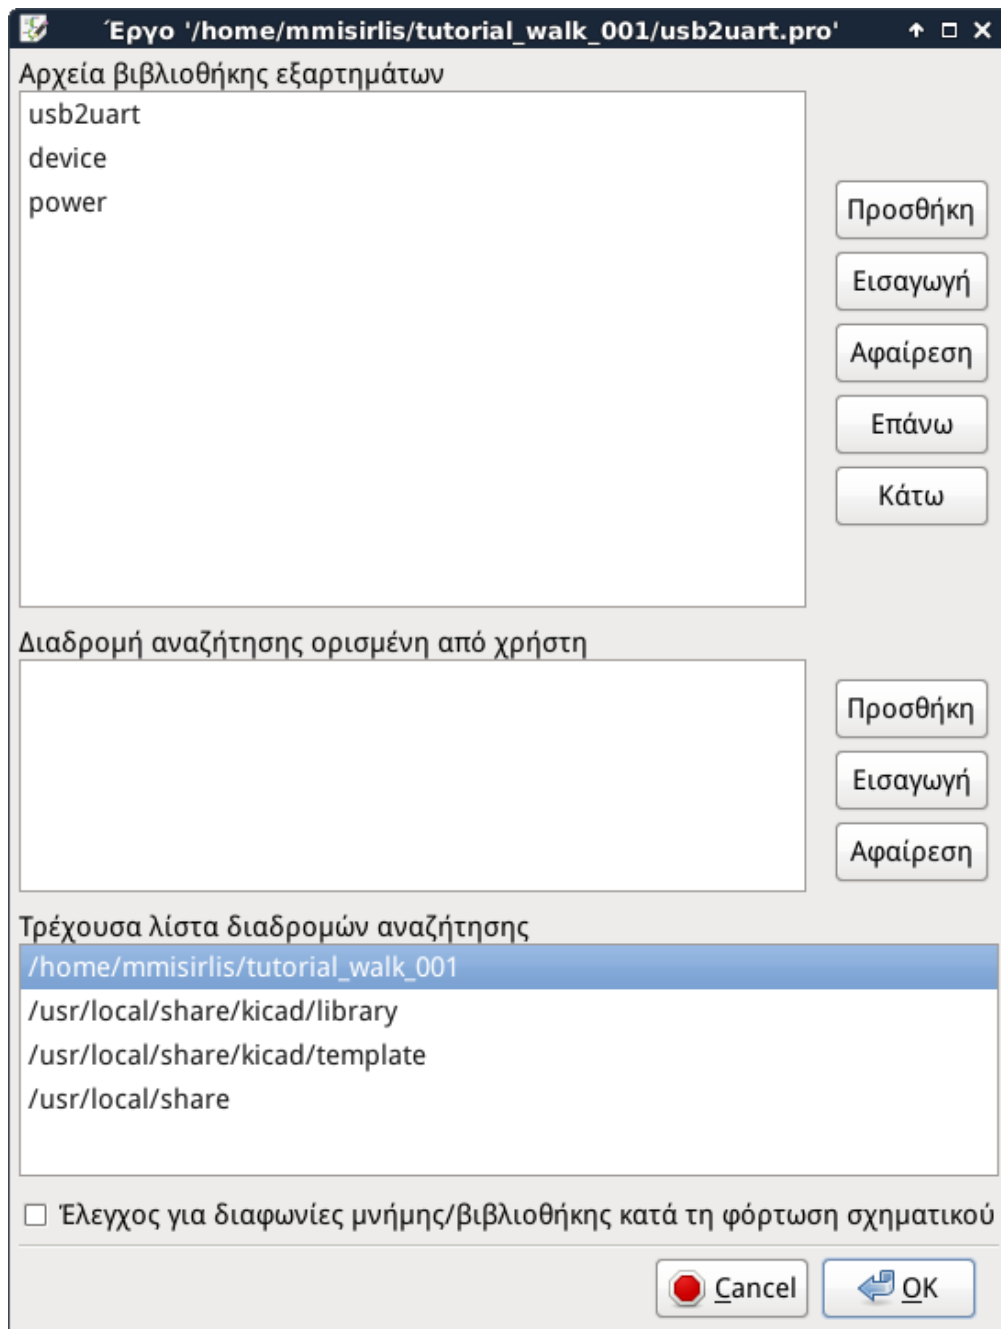 Έργο '/home/mmisirlis/tutorial_walk_001/usb2uart.pro'
Αρχεία βιβλιοθήκης εξαρτημάτων
usb2uart
device
power
Προσθήκη
Εισαγωγή
Αφαίρεση
Επάνω
Κάτω
Διαδρομή αναζήτησης ορισμένη από χρήστη
Προσθήκη
Εισαγωγή
Αφαίρεση
Τρέχουσα λίστα διαδρομών αναζήτησης
/home/mmisirlis/tutorial_walk_001
/usr/local/share/kicad/library
/usr/local/share/kicad/template
/usr/local/share
Έλεγχος για διαφωνίες μνήμης/βιβλιοθήκης κατά τη φόρτωση σχηματικού
Cancel
OK